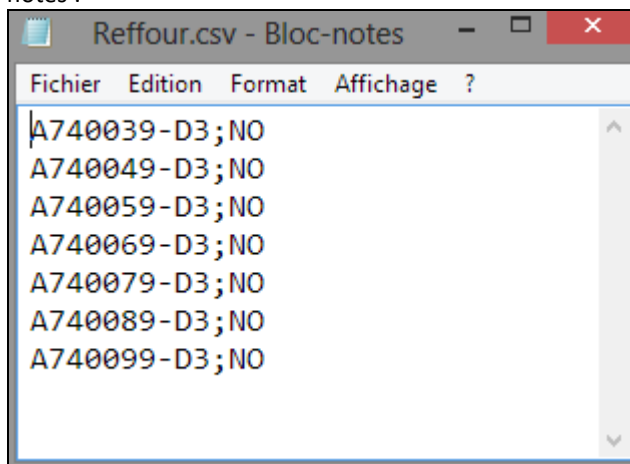 notes :
Reffour.csv - Bloc-notes
Fichier Edition Format Affichage ?
A740039-D3;NO
A740049-D3;NO
A740059-D3;NO
A740069-D3;NO
A740079-D3;NO
A740089-D3;NO
A740099-D3;NO